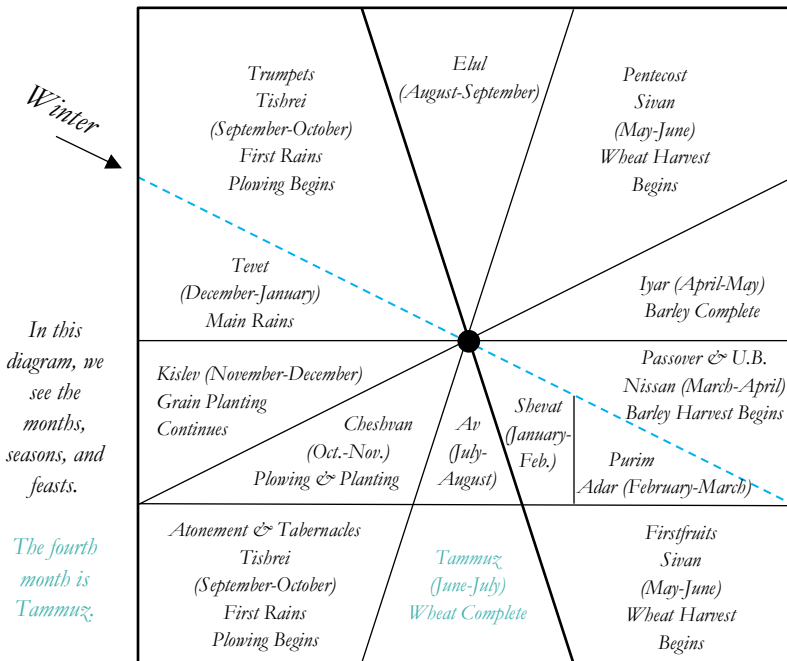 Winter
In this
diagram, we
see the
months,
seasons, and
feasts.
The fourth
month is
Tammuz.
Trumpets
Tishrei
(September-October)
First Rains
Plowing Begins
Elul
(August-September)
Pentecost
Sivan
(May-June)
Wheat Harvest
Begins
Tevet
(December-January)
Main Rains
Iyar (April-May)
Barley Complete
Kislev (November-December)
Grain Planting
Continues
Cheshvan
(Oct.-Nov.)
Plowing & Planting
Av
(July-
August)
Shevat
(January-
Feb.)
Passover & U.B.
Nissan (March-April)
Barley Harvest Begins
Purim
Adar (February-March)
Atonement & Tabernacles
Tishrei
(September-October)
First Rains
Plowing Begins
Tammuz
(June-July)
Wheat Complete
Firstfruits
Sivan
(May-June)
Wheat Harvest
Begins